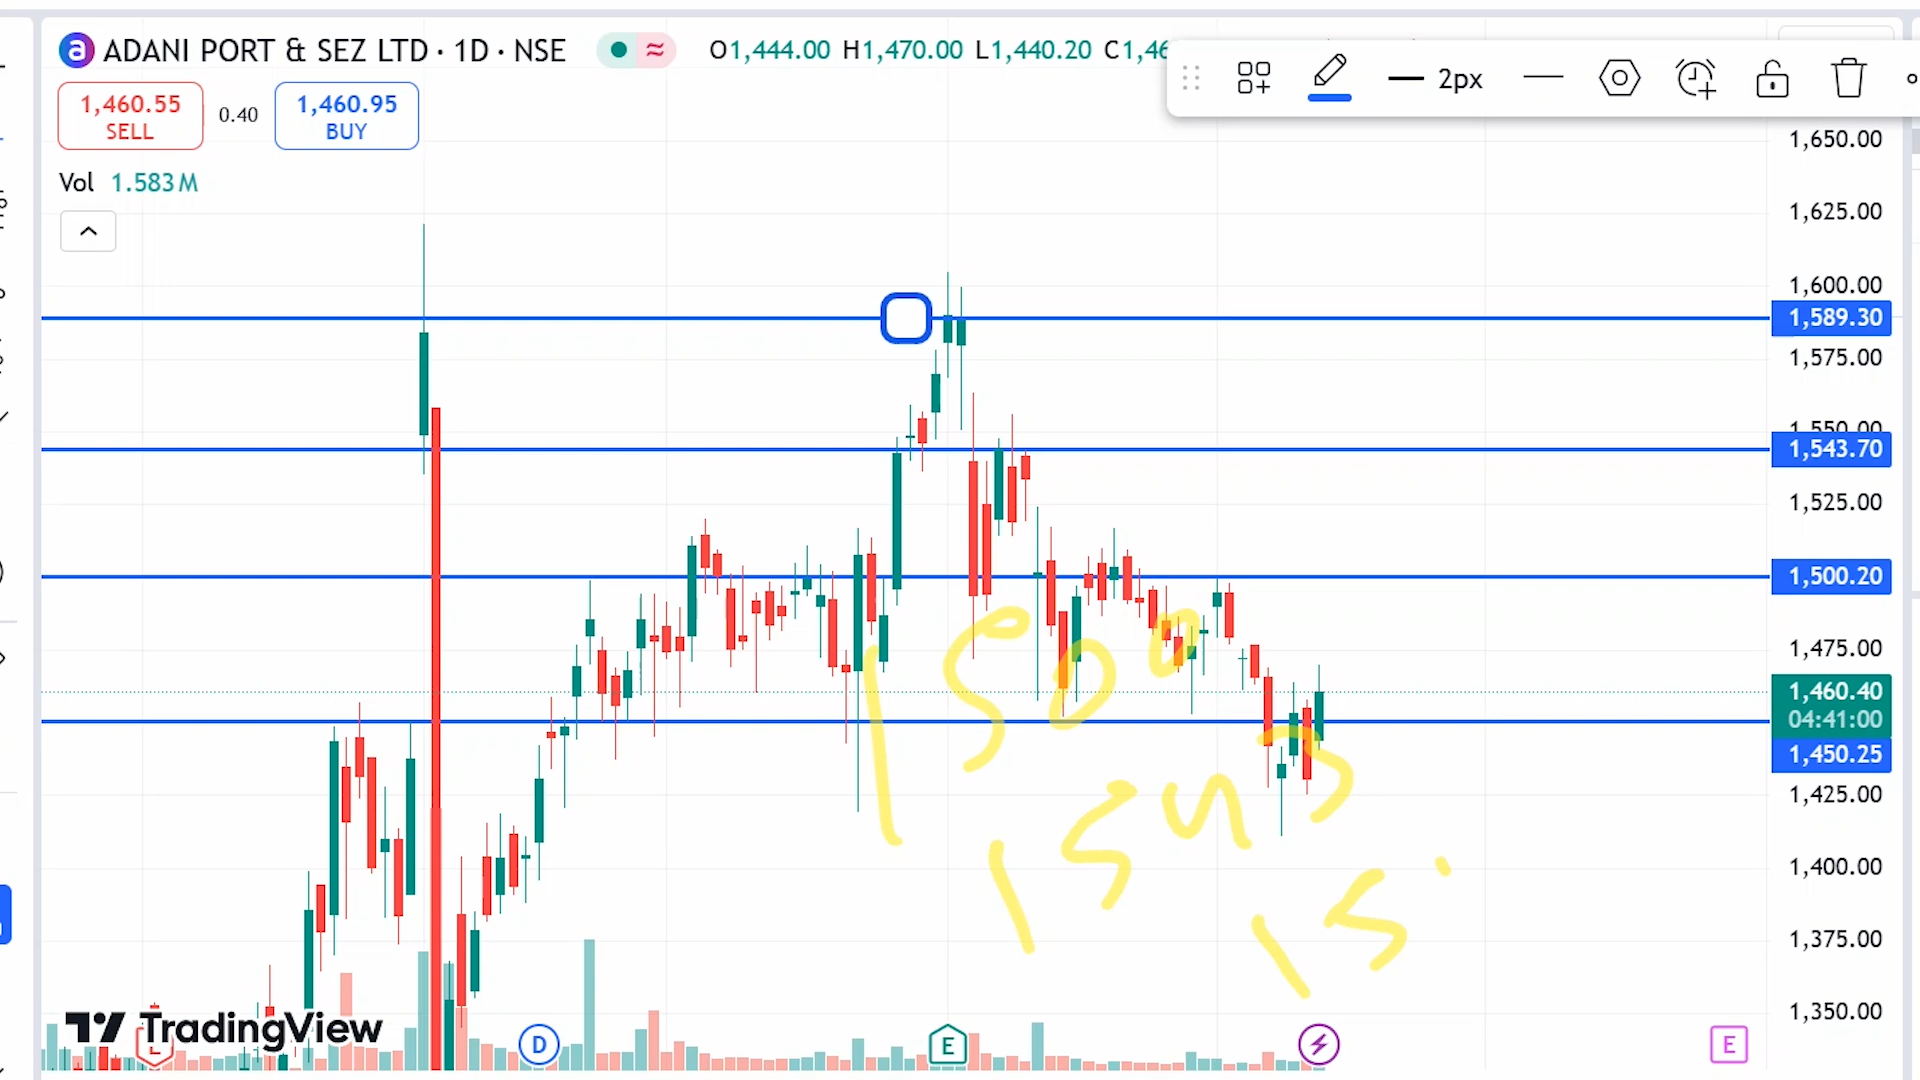 ADANI PORT & SEZ LTD · 1D · NSE
O1,444.00 H1,470.00 L1,440.20 C1,46
2px
1,460.55
SELL
0.40
1,460.95
BUY
Vol 1.583 M
1,650.00
1,625.00
1,600.00
1,589.30
1,575.00
1,550.00
1,543.70
1,525.00
1,500.20
1,475.00
1,460.40
04:41:00
1,450.25
1,425.00
1,400.00
1,375.00
1,350.00
1500
1543
15
TradingView
D
E
E